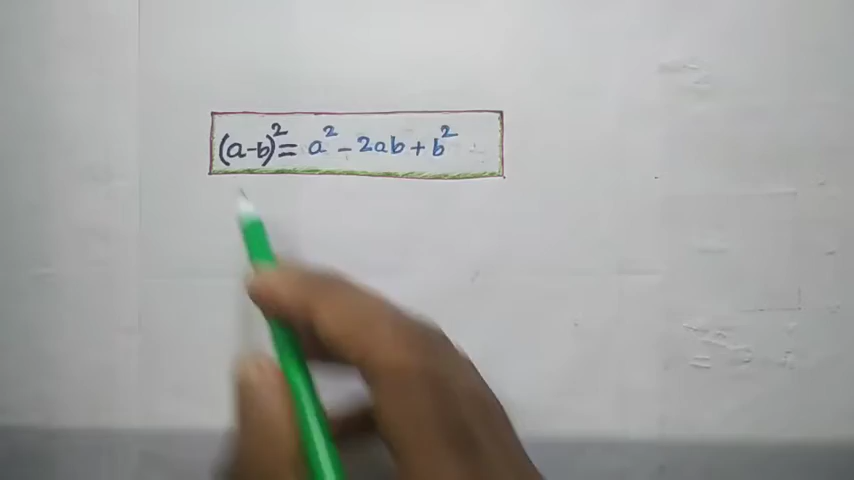 (a-b)² = a² - 2ab + b²